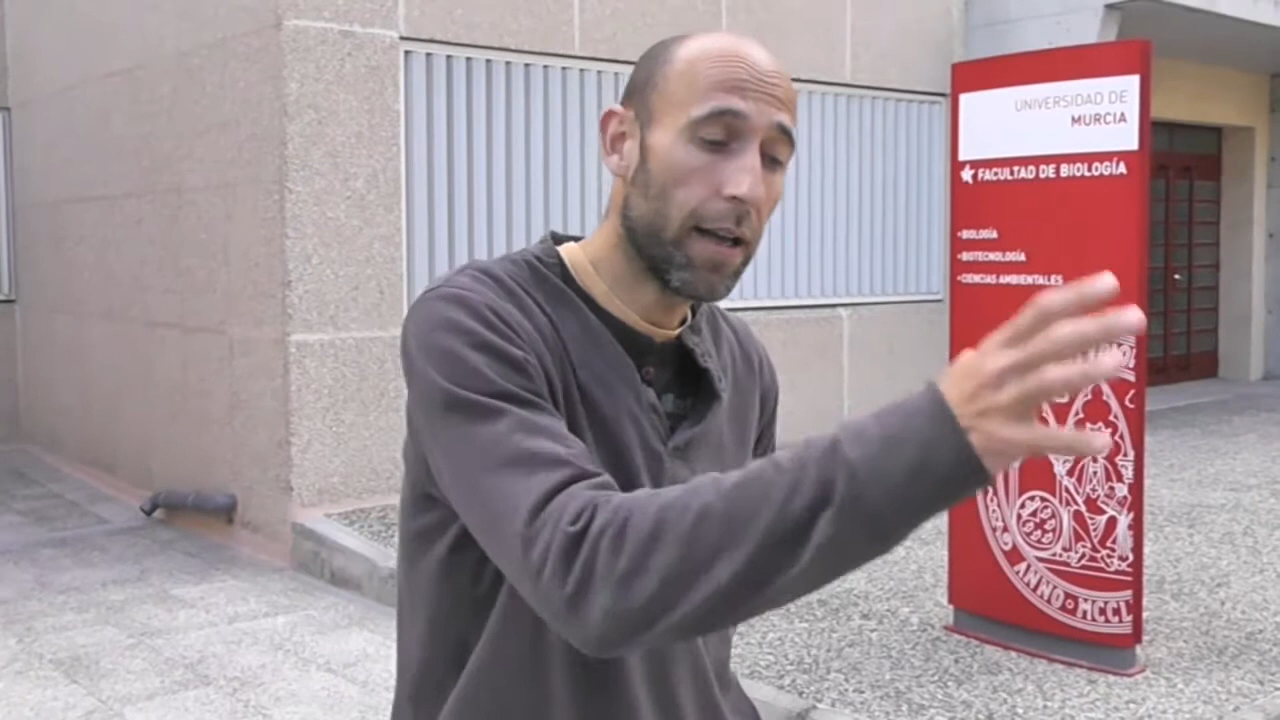 UNIVERSIDAD DE
MURCIA
FACULTAD DE BIOLOGÍA
•BIOLOGÍA
•BIOTECNOLOGÍA
•CIENCIAS AMBIENTALES
ANNO•MCCL